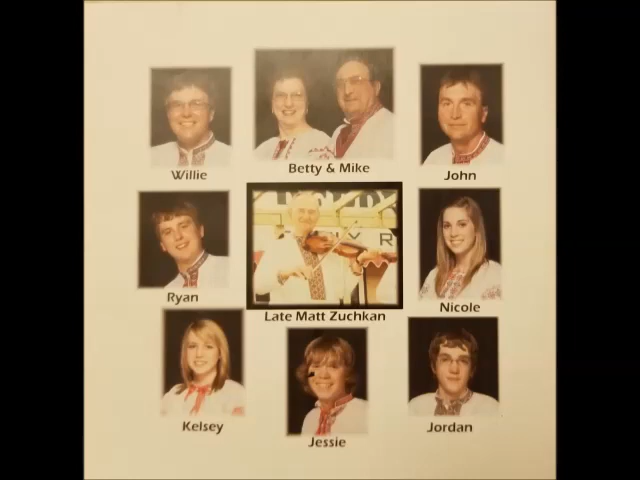 Willie
Betty & Mike
John
Ryan
Late Matt Zuchkan
Nicole
Kelsey
Jessie
Jordan